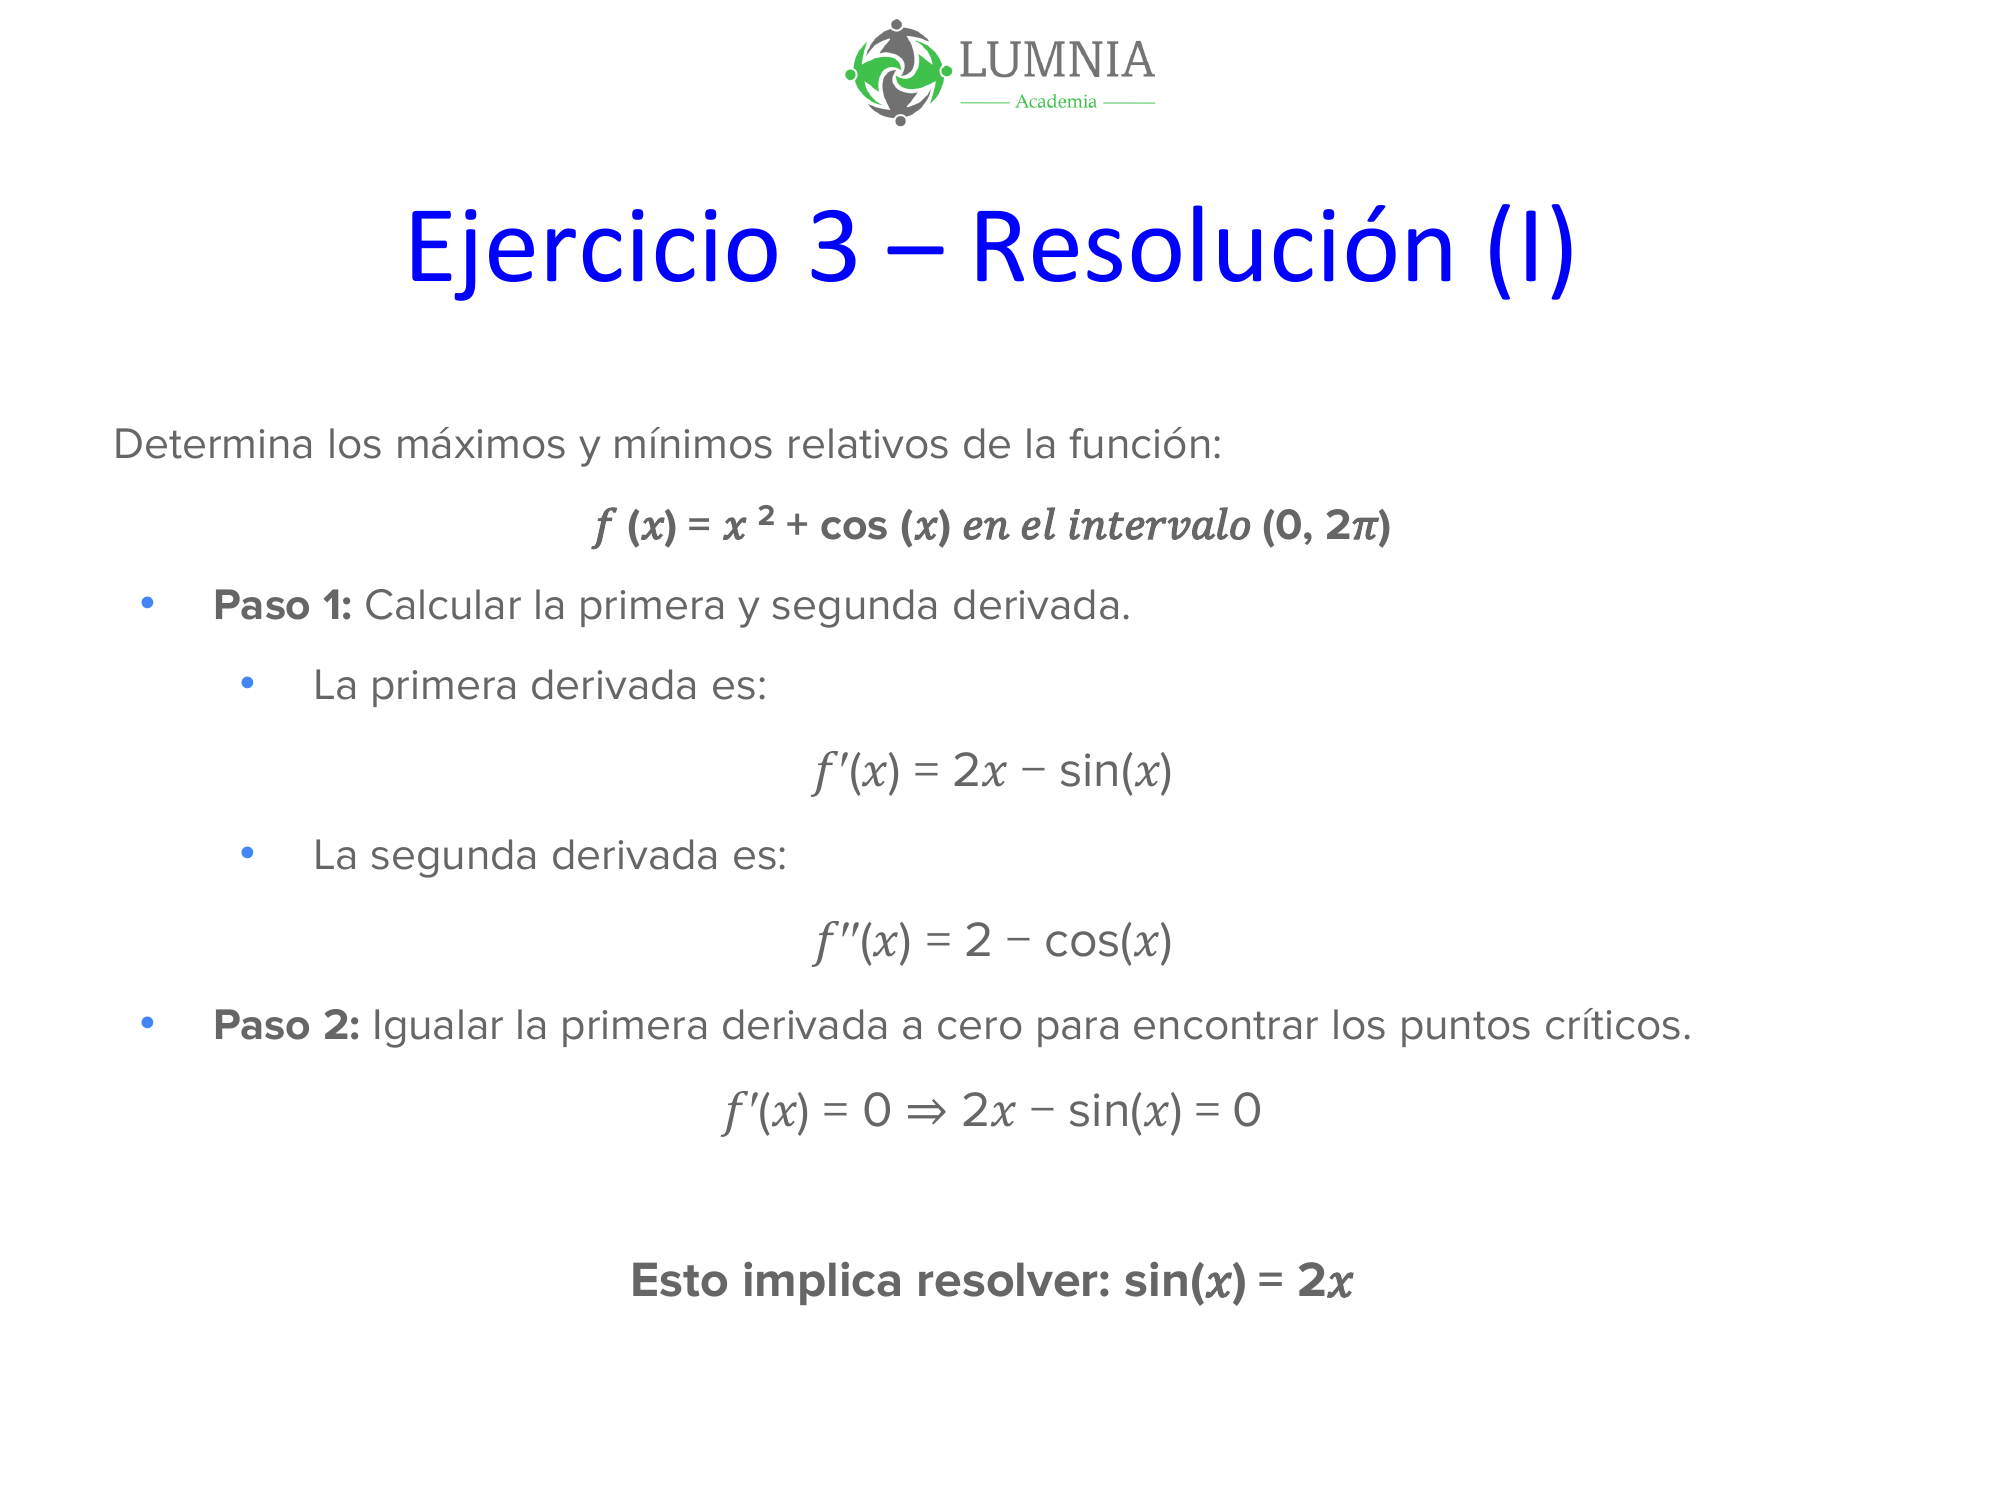 LUMNIA
Academia
Ejercicio 3 – Resolución (I)
Determina los máximos y mínimos relativos de la función:
𝑓 (𝑥) = 𝑥 ² + cos (𝑥) 𝑒𝑛 𝑒𝑙 𝑖𝑛𝑡𝑒𝑟𝑣𝑎𝑙𝑜 (0, 2𝜋)
• Paso 1: Calcular la primera y segunda derivada.
• La primera derivada es:
𝑓′(𝑥) = 2𝑥 − sin(𝑥)
• La segunda derivada es:
𝑓′′(𝑥) = 2 − cos(𝑥)
• Paso 2: Igualar la primera derivada a cero para encontrar los puntos críticos.
𝑓′(𝑥) = 0 ⇒ 2𝑥 − sin(𝑥) = 0
Esto implica resolver: sin(𝑥) = 2𝑥